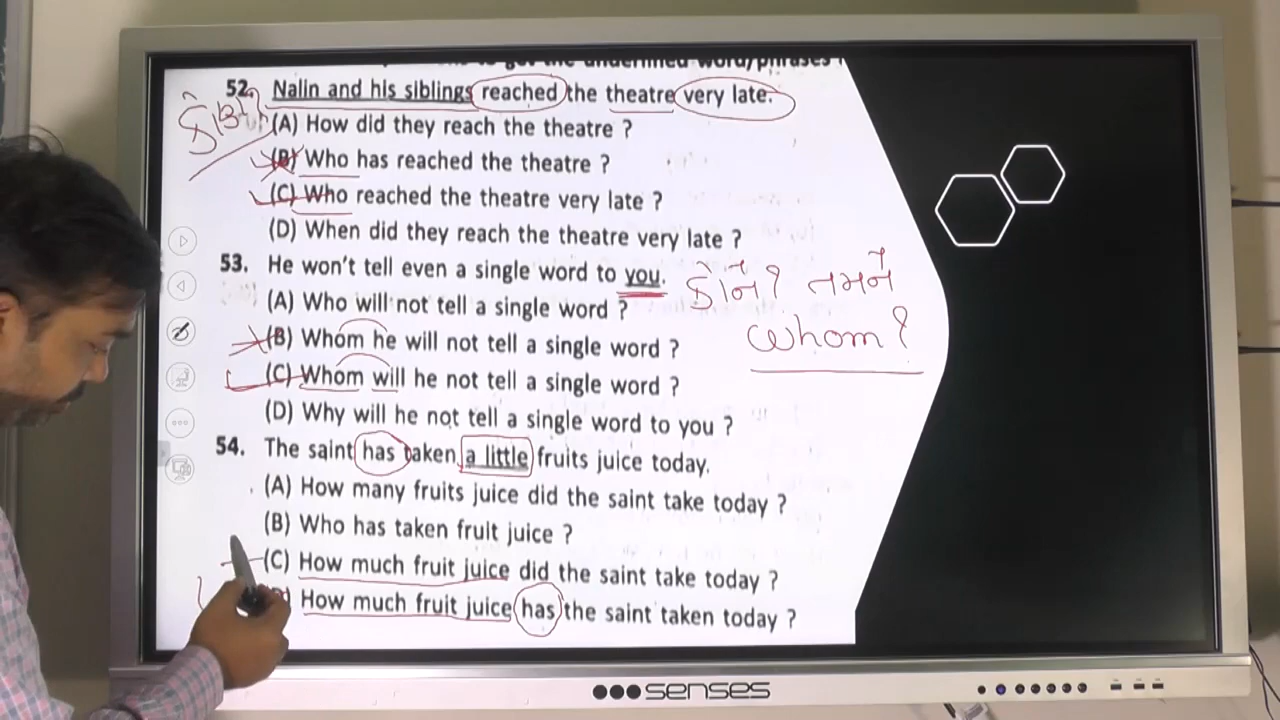 to get the underlined word/phrases !
52. Nalin and his siblings reached the theatre very late.
(A) How did they reach the theatre ?
(B) Who has reached the theatre ?
(C) Who reached the theatre very late ?
(D) When did they reach the theatre very late ?
53. He won't tell even a single word to you. કોને? તમને
(A) Who will not tell a single word ?
whom?
(B) Whom he will not tell a single word ?
(C) Whom will he not tell a single word ?
(D) Why will he not tell a single word to you ?
54. The saint has taken a little fruits juice today.
(A) How many fruits juice did the saint take today ?
(B) Who has taken fruit juice ?
(C) How much fruit juice did the saint take today ?
How much fruit juice has the saint taken today ?
senses